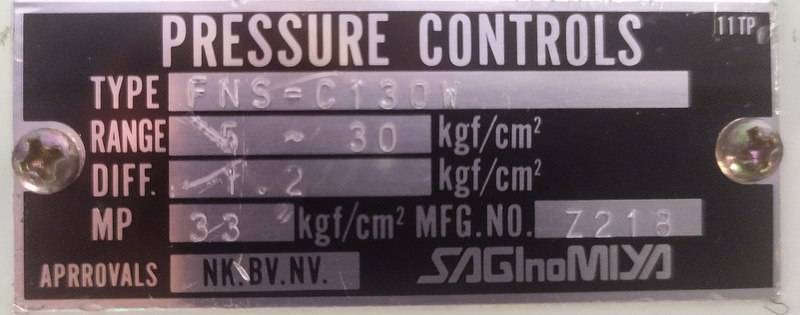 PRESSURE CONTROLS 11TP
TYPE FNS-C130W
RANGE 5 - 30 kgf/cm²
DIFF. 1.2 kgf/cm²
MP 33 kgf/cm² MFG.NO. Z218
APRROVALS NK.BV.NV. SAGInoMIYA